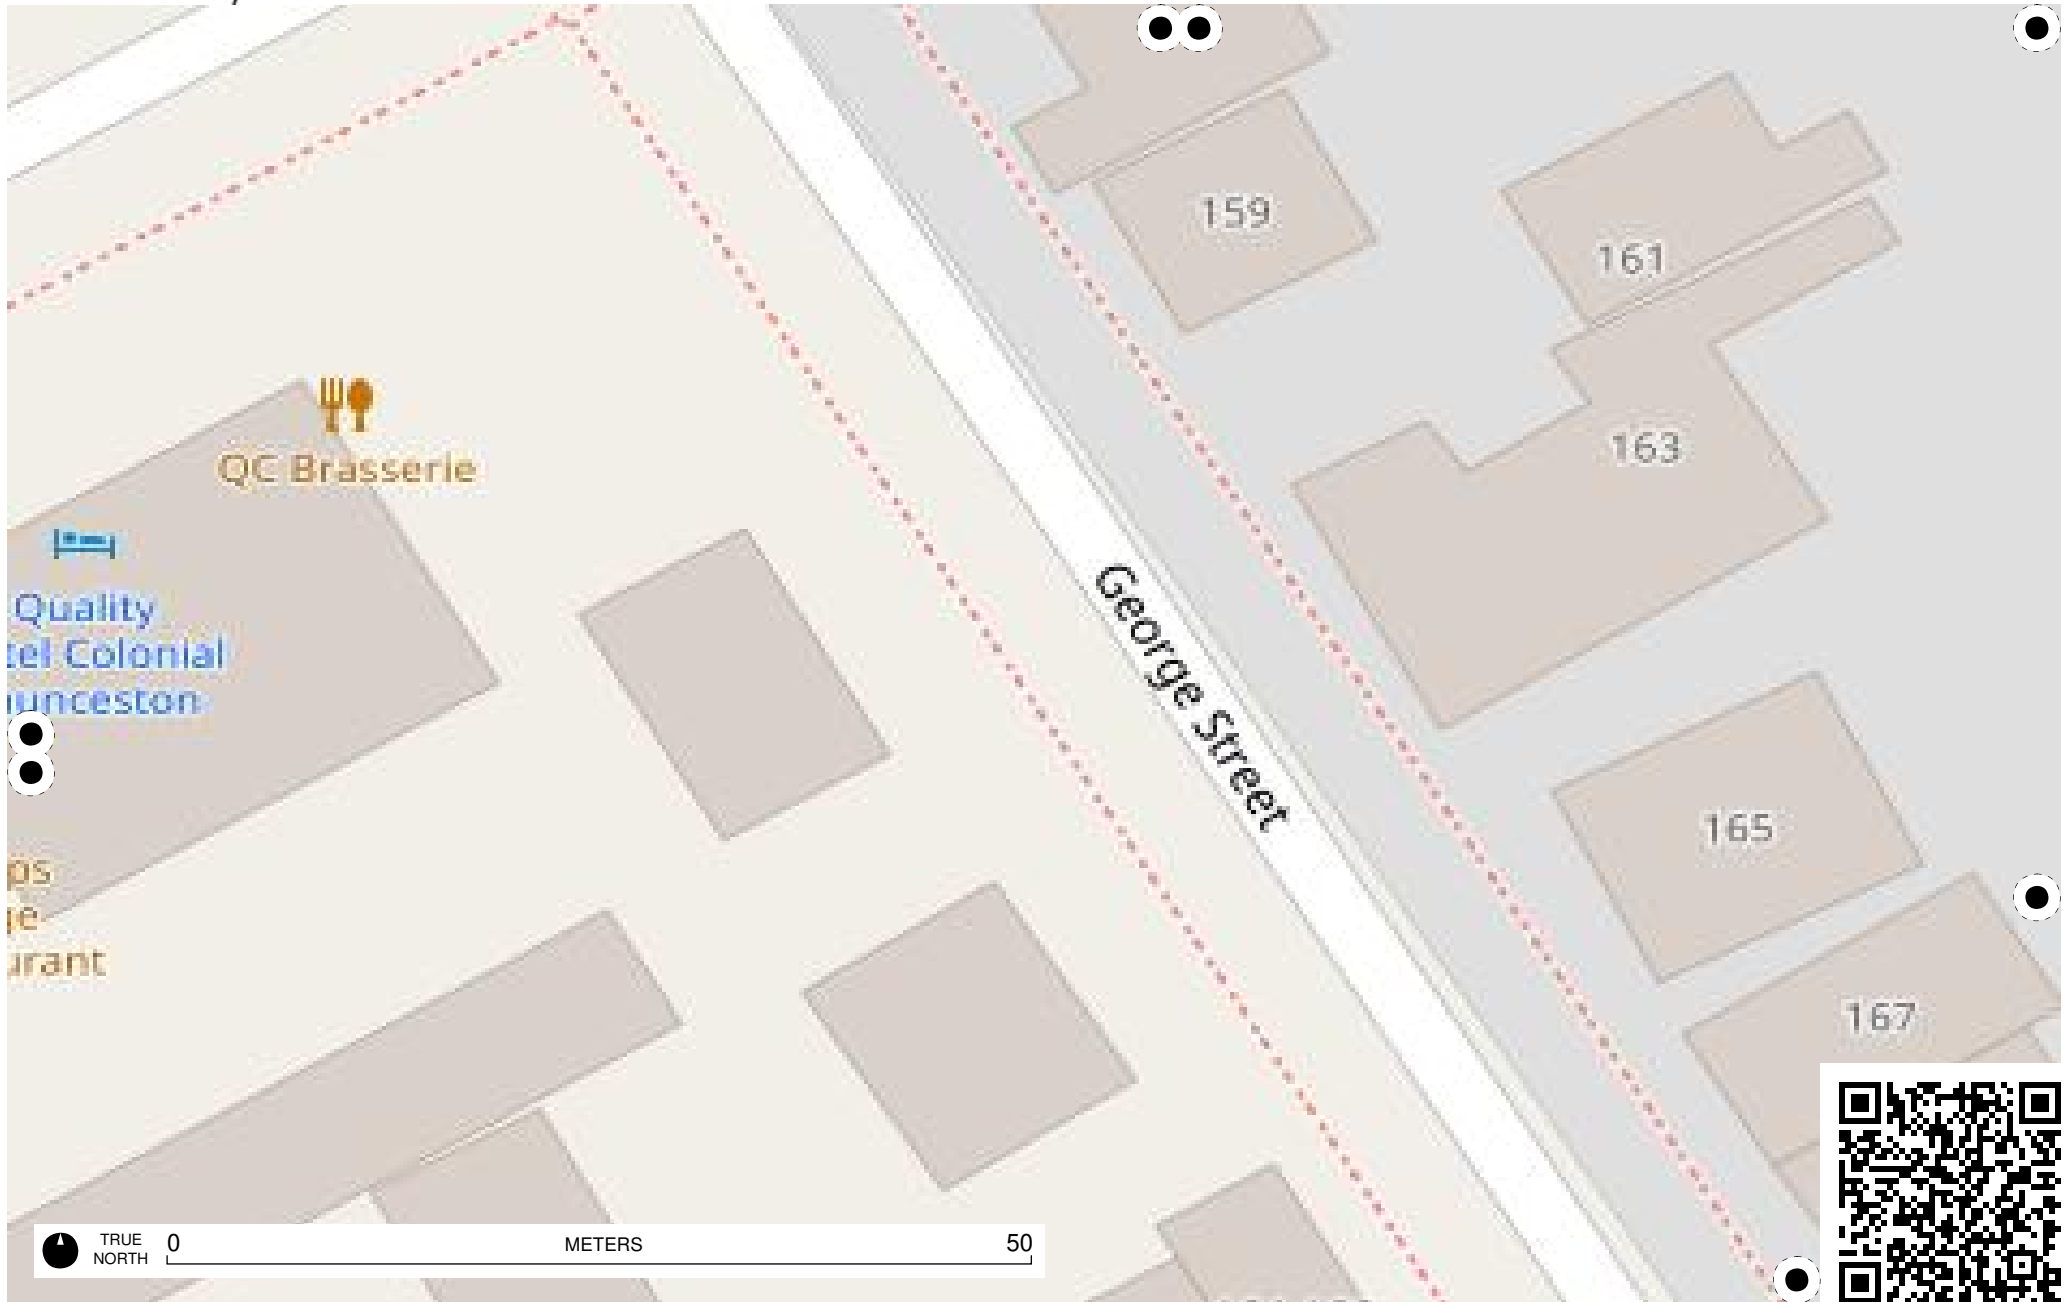 159
161
QC Brasserie
163
Quality
tel Colonial
unceston
George Street
165
ps
ge
urant
167
TRUE
NORTH
0 METERS 50